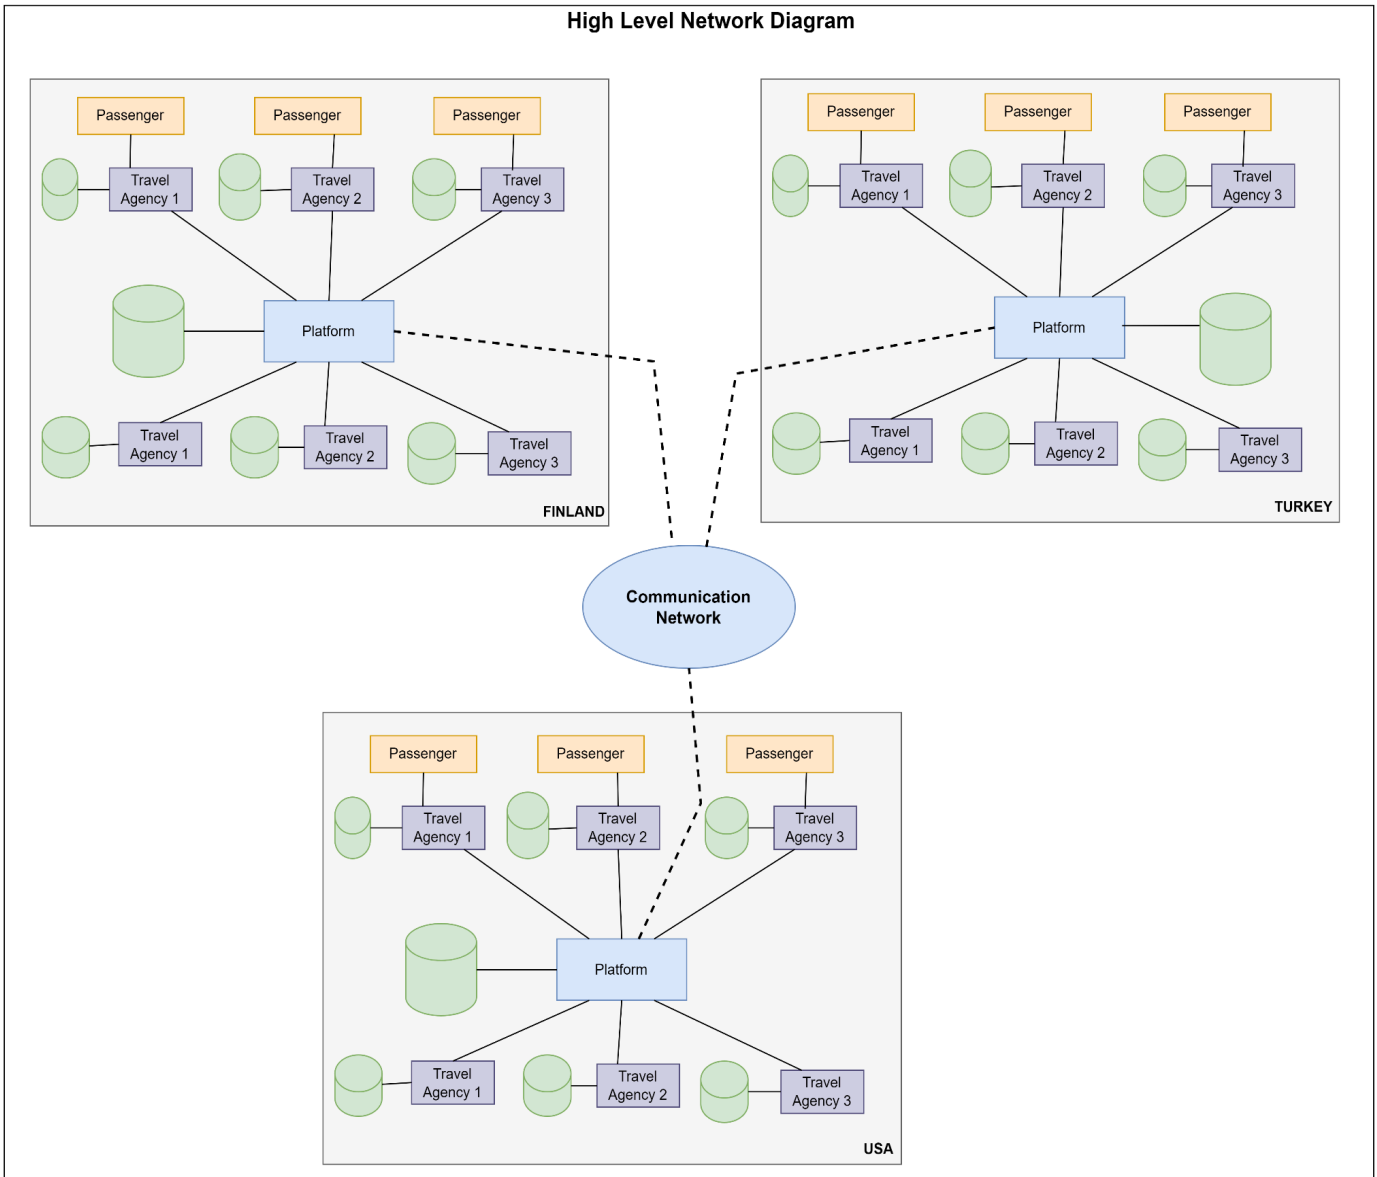 High Level Network Diagram
Passenger
Passenger
Passenger
Travel
Agency 1
Travel
Agency 2
Travel
Agency 3
Platform
Travel
Agency 1
Travel
Agency 2
Travel
Agency 3
FINLAND
Passenger
Passenger
Passenger
Travel
Agency 1
Travel
Agency 2
Travel
Agency 3
Platform
Travel
Agency 1
Travel
Agency 2
Travel
Agency 3
TURKEY
Communication
Network
Passenger
Passenger
Passenger
Travel
Agency 1
Travel
Agency 2
Travel
Agency 3
Platform
Travel
Agency 1
Travel
Agency 2
Travel
Agency 3
USA